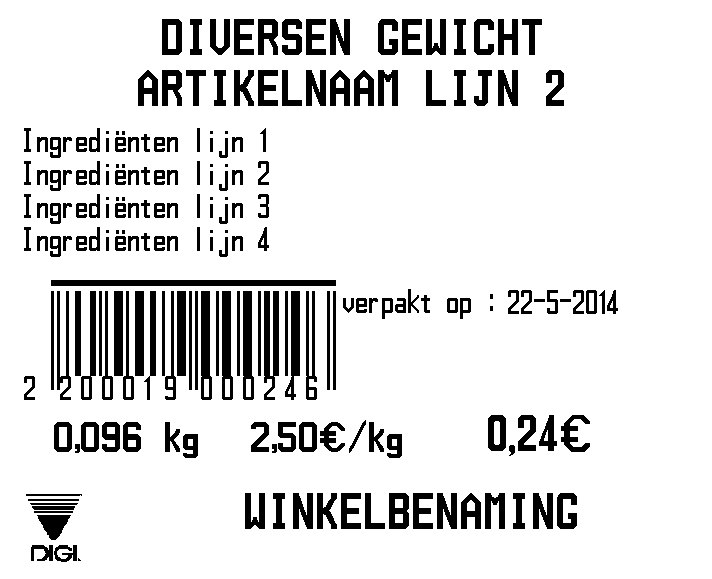 DIVERSEN GEWICHT
ARTIKELNAAM LIJN 2
Ingrediënten lijn 1
Ingrediënten lijn 2
Ingrediënten lijn 3
Ingrediënten lijn 4
verpakt op : 22-5-2014
2 200019 000246
0,096 kg 2,50€/kg 0,24€
WINKELBENAMING
DIGI.